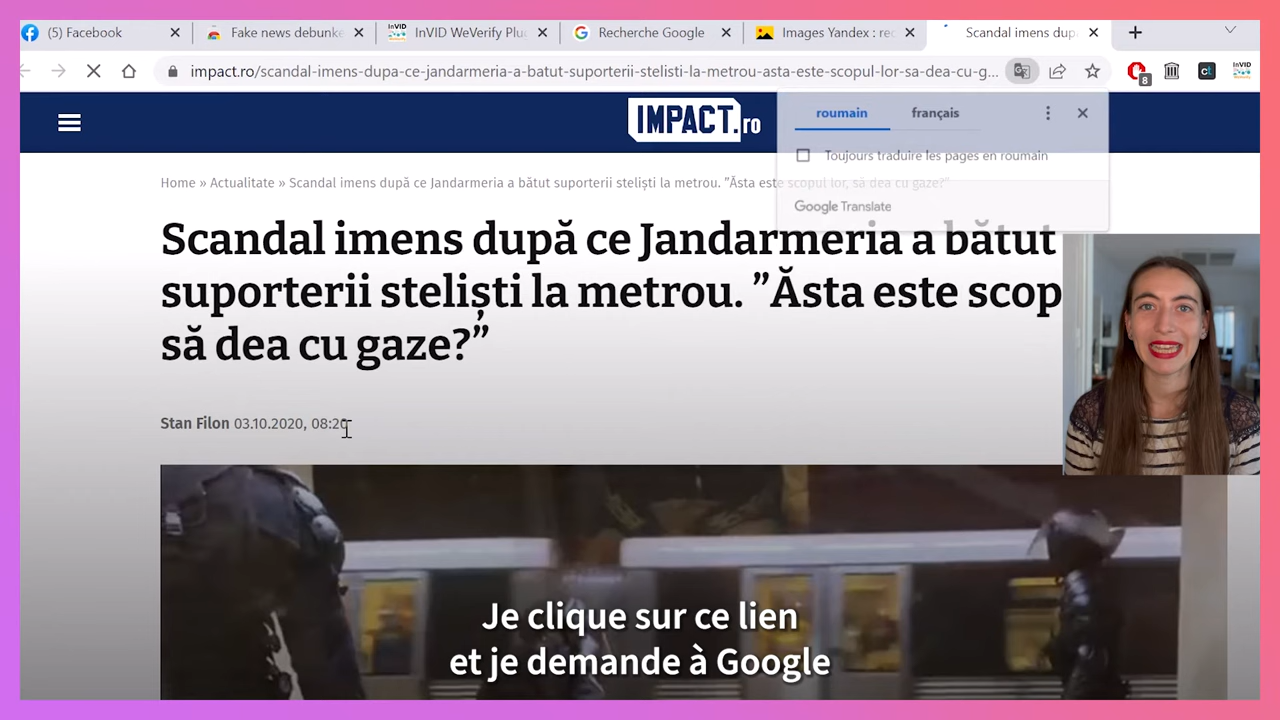 (5) Facebook
Fake news debunke
InVID WeVerify Plu
Recherche Google
Images Yandex : rec
Scandal imens dup
impact.ro/scandal-imens-dupa-ce-jandarmeria-a-batut-suporterii-stelisti-la-metrou-asta-este-scopul-lor-sa-dea-cu-g...
8
InVID
IMPACT.ro
roumain français
Toujours traduire les pages en roumain
Google Translate
Home » Actualitate » Scandal imens după ce Jandarmeria a bătut suporterii steliști la metrou. ”Ăsta este scopul lor, să dea cu gaze?”
Scandal imens după ce Jandarmeria a bătut
suporterii steliști la metrou. ”Ăsta este scop
să dea cu gaze?”
Stan Filon 03.10.2020, 08:20
Je clique sur ce lien
et je demande à Google